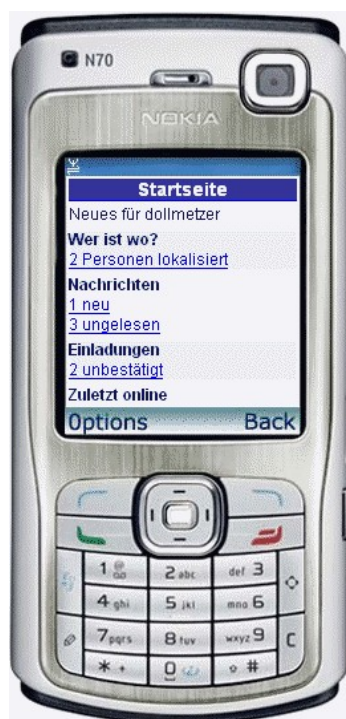 N70
NOKIA
Startseite
Neues für dollmetzer
Wer ist wo?
2 Personen lokalisiert
Nachrichten
1 neu
3 ungelesen
Einladungen
2 unbestätigt
Zuletzt online
Options Back
1 2 abc def 3
4 ghi 5 jkl mno 6
7 pqrs 8 tuv wxyz 9 C
* + 0 #